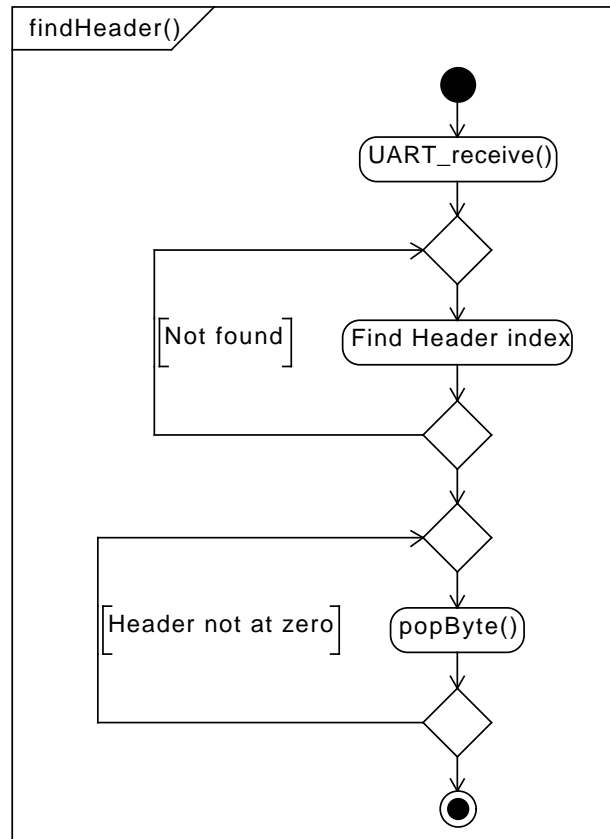 findHeader()
UART_receive()
[Not found]
Find Header index
[Header not at zero]
popByte()